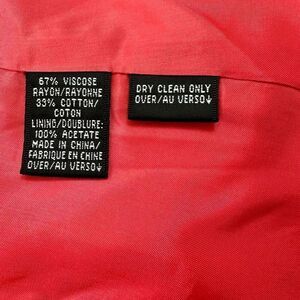 67% VISCOSE
RAYON/RAYONNE
33% COTTON/
COTON
LINING/DOUBLURE:
100% ACETATE
MADE IN CHINA/
FABRIQUE EN CHINE
OVER/AU VERSO↓
DRY CLEAN ONLY
OVER/AU VERSO↓